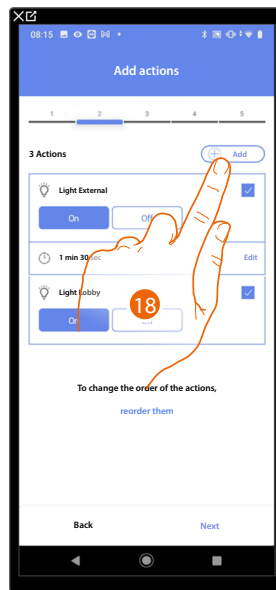 08:15
Add actions
1 2 3 4 5
3 Actions Add
Light External
On Off
1 min 30 sec Edit
Light Lobby
On
18
To change the order of the actions,
reorder them
Back Next